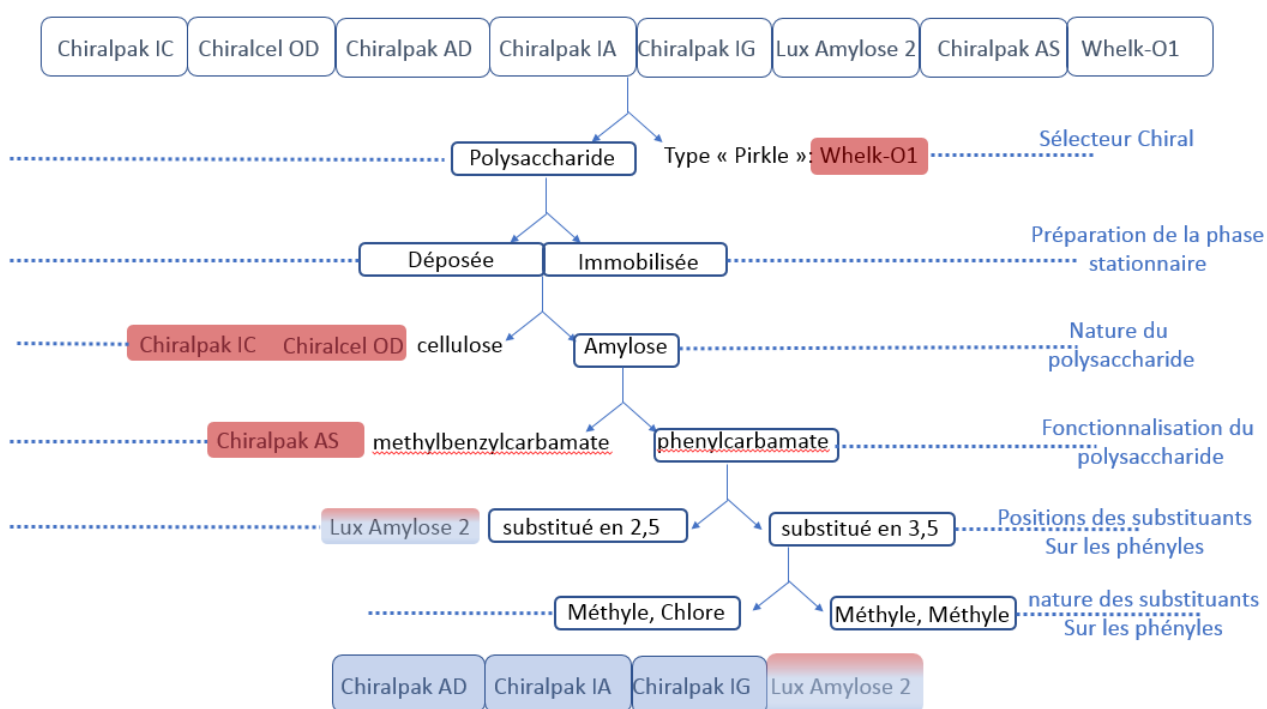 Chiralpak IC Chiralcel OD Chiralpak AD Chiralpak IA Chiralpak IG Lux Amylose 2 Chiralpak AS Whelk-O1
Polysaccharide Type « Pirkle »: Whelk-O1 Sélecteur Chiral
Déposée Immobilisée Préparation de la phase
stationnaire
Chiralpak IC Chiralcel OD cellulose Amylose Nature du
polysaccharide
Chiralpak AS methylbenzylcarbamate phenylcarbamate Fonctionnalisation du
polysaccharide
Lux Amylose 2 substitué en 2,5 substitué en 3,5 Positions des substituants
Sur les phényles
Méthyle, Chlore Méthyle, Méthyle nature des substituants
Sur les phényles
Chiralpak AD Chiralpak IA Chiralpak IG Lux Amylose 2